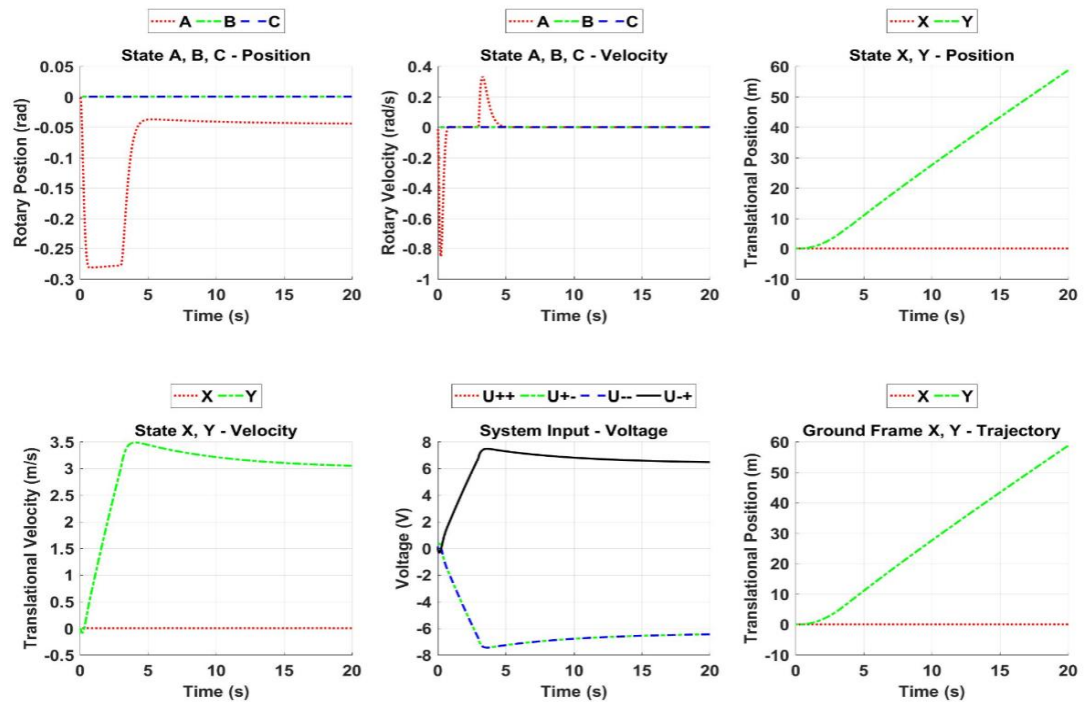 A B C
State A, B, C - Position
Rotary Postion (rad)
0.05
0
-0.05
-0.1
-0.15
-0.2
-0.25
-0.3
0 5 10 15 20
Time (s)
A B C
State A, B, C - Velocity
Rotary Velocity (rad/s)
0.4
0.2
0
-0.2
-0.4
-0.6
-0.8
-1
0 5 10 15 20
Time (s)
X Y
State X, Y - Position
Translational Position (m)
60
50
40
30
20
10
0
-10
0 5 10 15 20
Time (s)
X Y
State X, Y - Velocity
Translational Velocity (m/s)
3.5
3
2.5
2
1.5
1
0.5
0
-0.5
0 5 10 15 20
Time (s)
U++ U+- U-- U-+
System Input - Voltage
Voltage (V)
8
6
4
2
0
-2
-4
-6
-8
0 5 10 15 20
Time (s)
X Y
Ground Frame X, Y - Trajectory
Translational Position (m)
60
50
40
30
20
10
0
-10
0 5 10 15 20
Time (s)